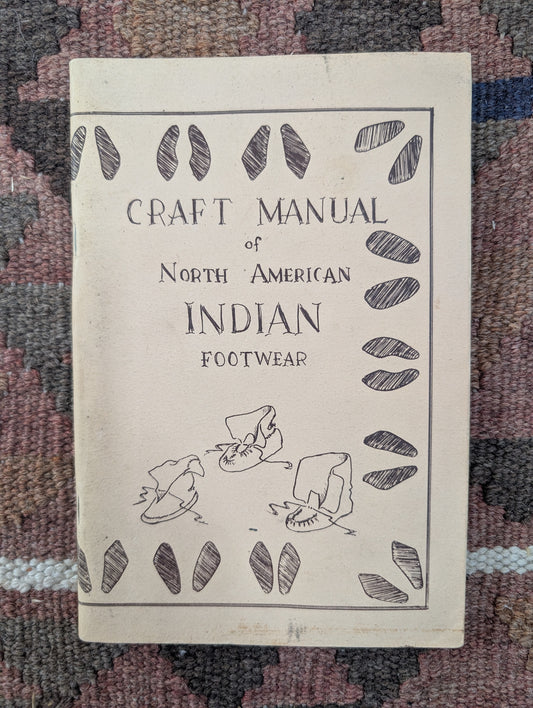 CRAFT MANUAL
of
NORTH AMERICAN
INDIAN
FOOTWEAR